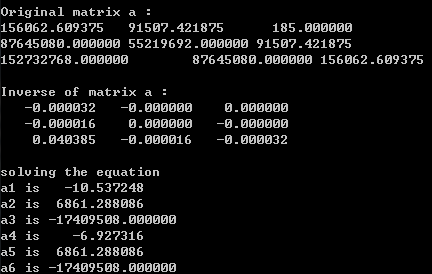 Original matrix a :
156062.609375 91507.421875 185.000000
87645080.000000 55219692.000000 91507.421875
152732768.000000 87645080.000000 156062.609375
Inverse of matrix a :
-0.000032 -0.000000 0.000000
-0.000016 0.000000 -0.000000
0.040385 -0.000016 -0.000032
solving the equation
a1 is -10.537248
a2 is 6861.288086
a3 is -17409508.000000
a4 is -6.927316
a5 is 6861.288086
a6 is -17409508.000000